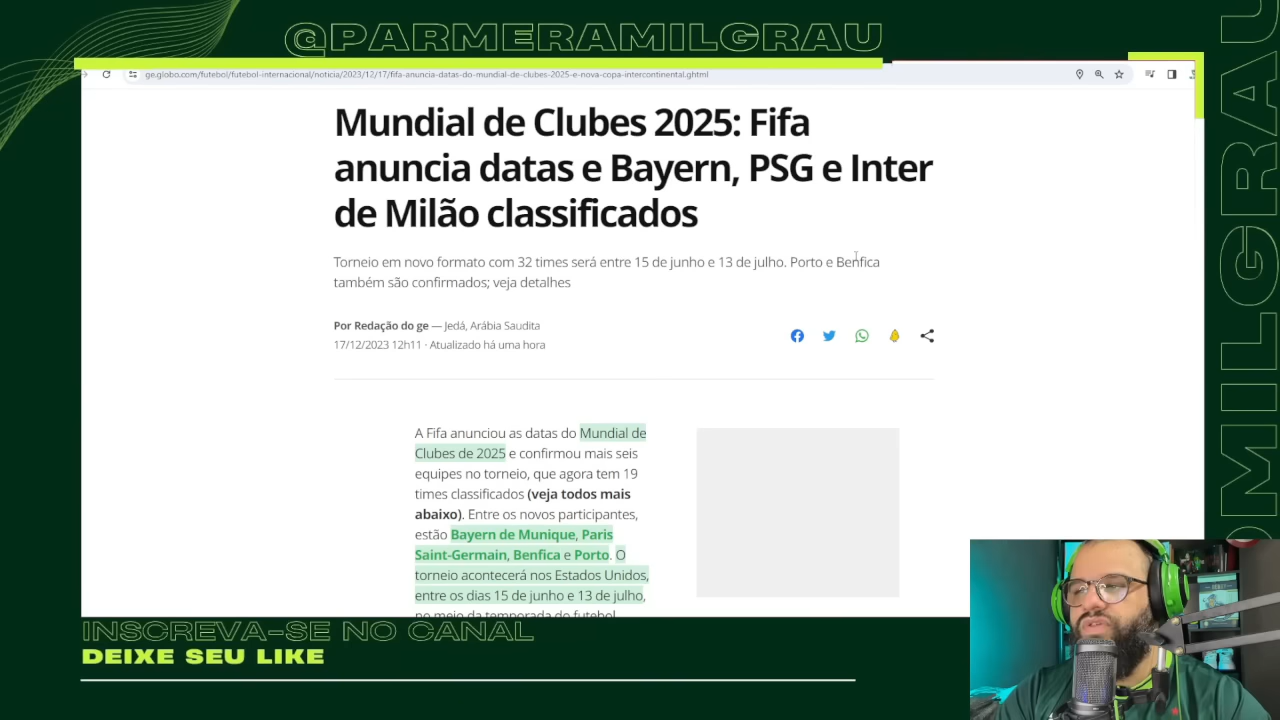 @PARMERAMILGRAU
ge.globo.com/futebol/futebol-internacional/noticia/2023/12/17/fifa-anuncia-datas-do-mundial-de-clubes-2025-e-nova-copa-intercontinental.ghtml
Mundial de Clubes 2025: Fifa
anuncia datas e Bayern, PSG e Inter
de Milão classificados
Torneio em novo formato com 32 times será entre 15 de junho e 13 de julho. Porto e Benfica
também são confirmados; veja detalhes
Por Redação do ge — Jedá, Arábia Saudita
17/12/2023 12h11 · Atualizado há uma hora
A Fifa anunciou as datas do Mundial de
Clubes de 2025 e confirmou mais seis
equipes no torneio, que agora tem 19
times classificados (veja todos mais
abaixo). Entre os novos participantes,
estão Bayern de Munique, Paris
Saint-Germain, Benfica e Porto. O
torneio acontecerá nos Estados Unidos,
entre os dias 15 de junho e 13 de julho,
no meio da temporada do futebol
INSCREVA-SE NO CANAL
DEIXE SEU LIKE
OMILGRAU